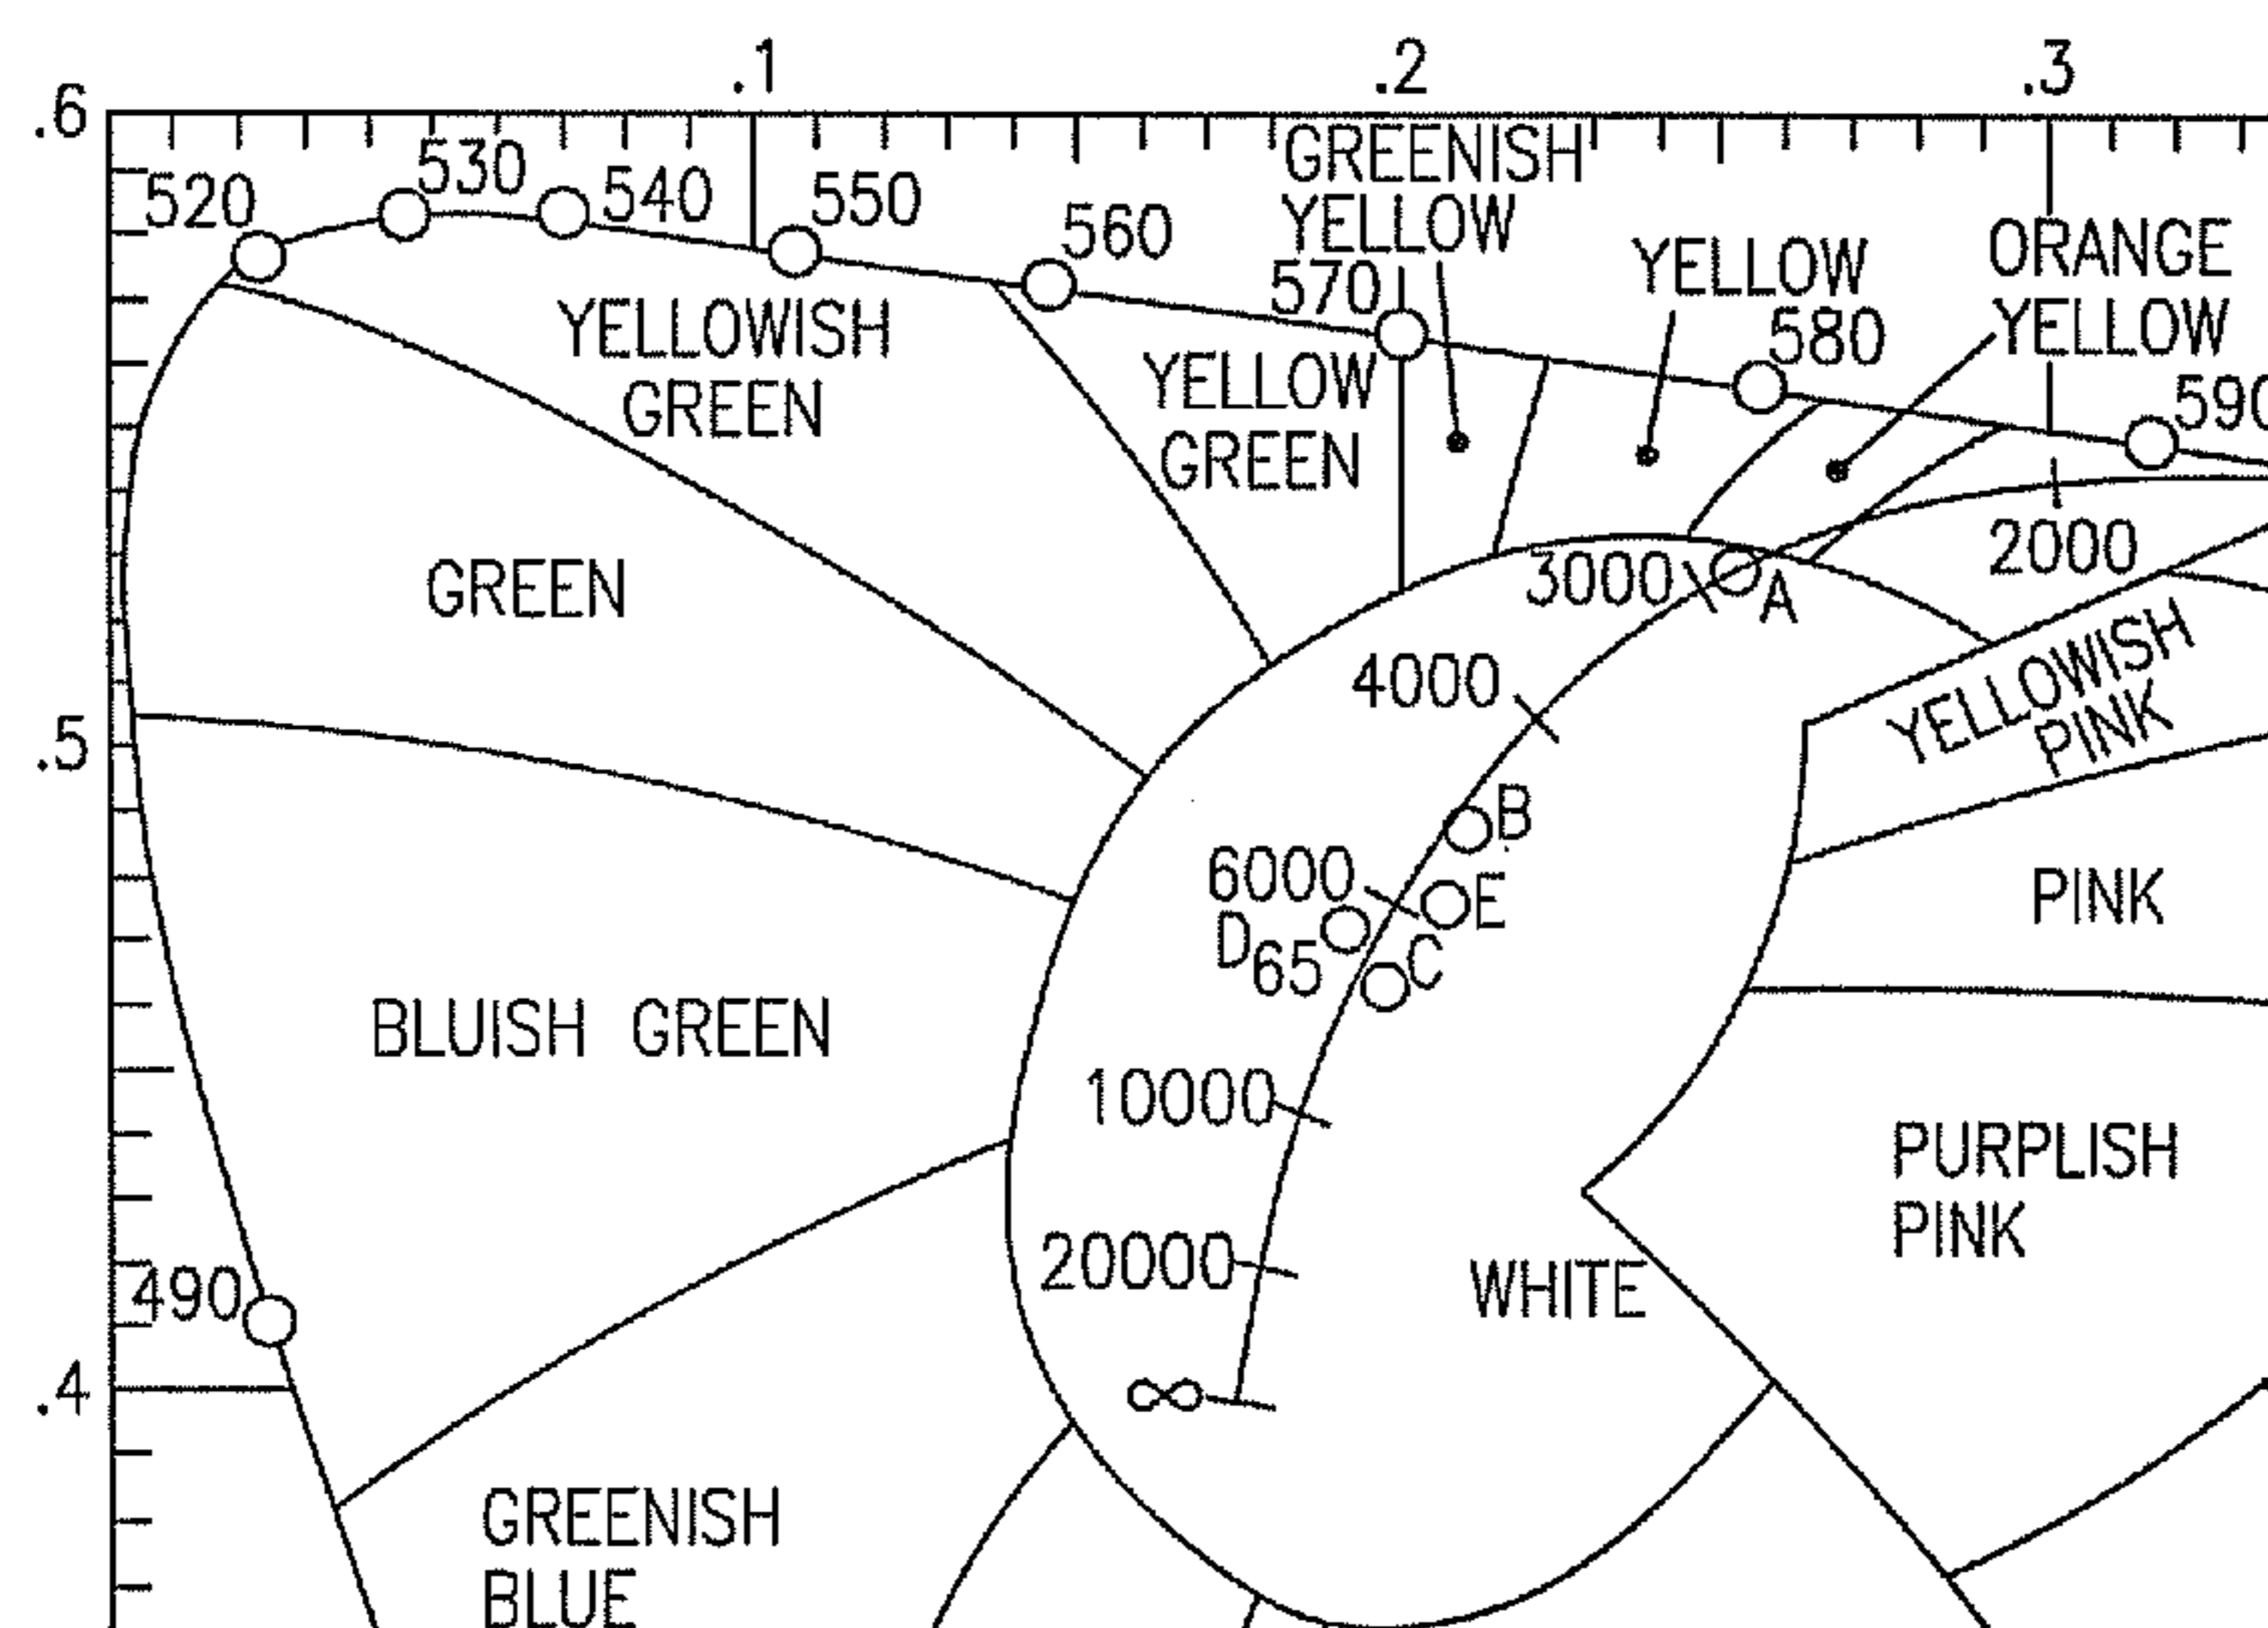 .1
.2
.3
.6
520
530
540
550
560
570
580
590
GREENISH
YELLOW
YELLOW
ORANGE
YELLOW
YELLOWISH
GREEN
YELLOW
GREEN
GREEN
3000
A
2000
4000
YELLOWISH
PINK
.5
B
6000
E
D65
C
PINK
BLUISH GREEN
10000
PURPLISH
PINK
20000
WHITE
490
∞
.4
GREENISH
BLUE